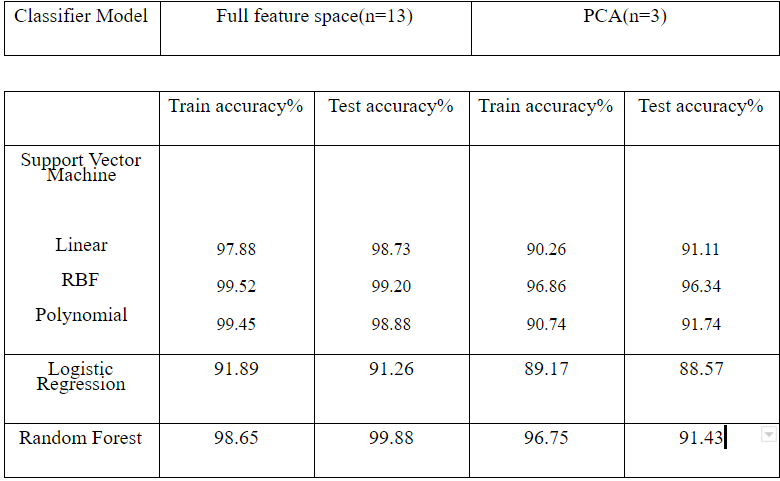 Classifier Model Full feature space(n=13) PCA(n=3)
Train accuracy% Test accuracy% Train accuracy% Test accuracy%
Support Vector
Machine
Linear 97.88 98.73 90.26 91.11
RBF 99.52 99.20 96.86 96.34
Polynomial 99.45 98.88 90.74 91.74
Logistic 91.89 91.26 89.17 88.57
Regression
Random Forest 98.65 99.88 96.75 91.43